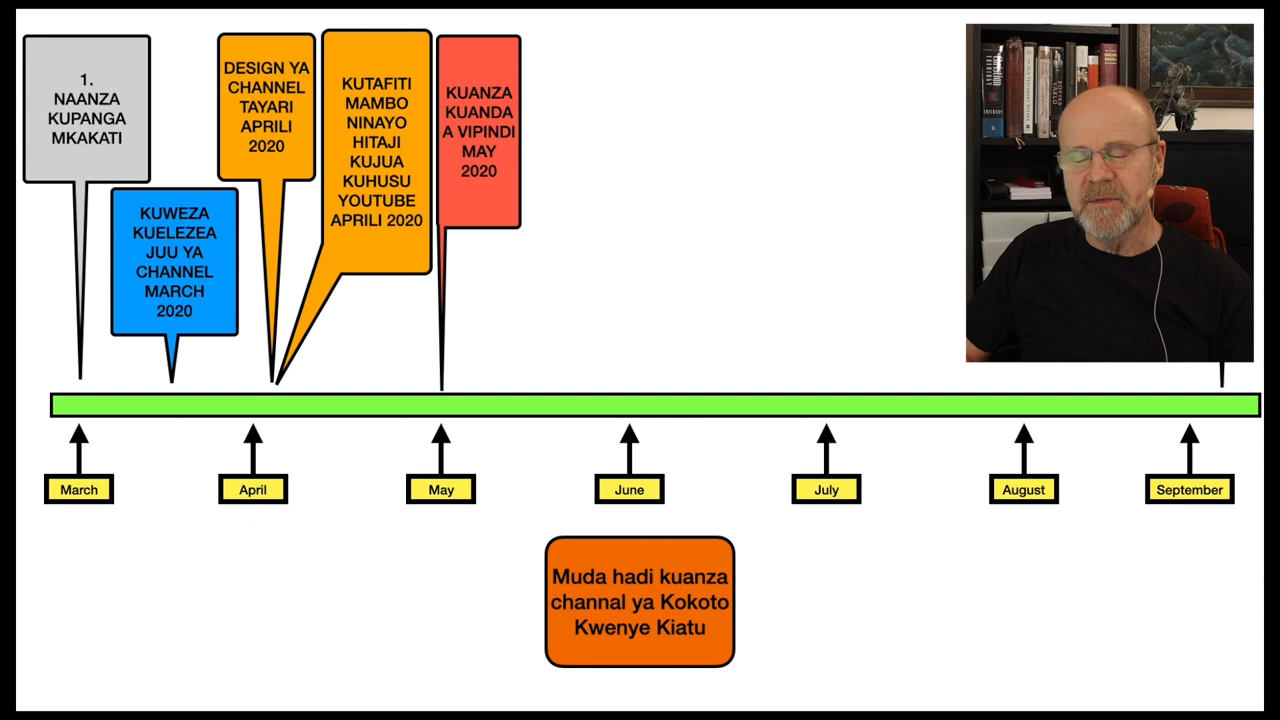 1.
NAANZA
KUPANGA
MKAKATI
KUWEZA
KUELEZEA
JUU YA
CHANNEL
MARCH
2020
DESIGN YA
CHANNEL
TAYARI
APRILI
2020
KUTAFITI
MAMBO
NINAYO
HITAJI
KUJUA
KUHUSU
YOUTUBE
APRILI 2020
KUANZA
KUANDA
A VIPINDI
MAY
2020
March
April
May
June
July
August
September
Muda hadi kuanza
channal ya Kokoto
Kwenye Kiatu